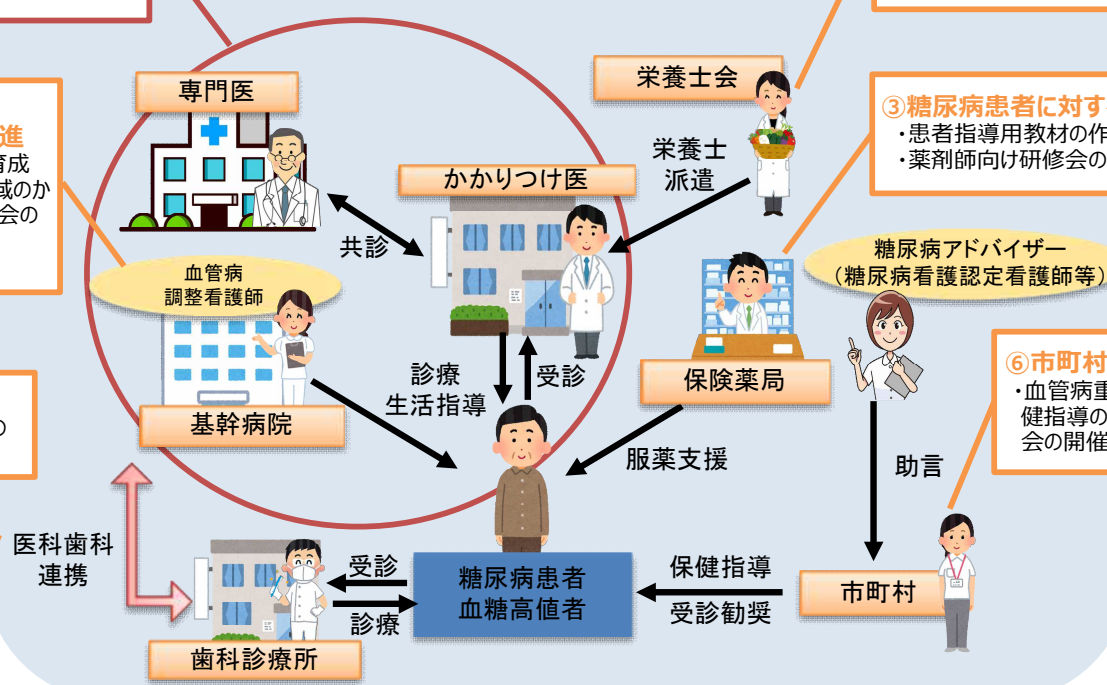 専門医
栄養士会
進
育成
域のか
会の
③糖尿病患者に対す
・患者指導用教材の作
・薬剤師向け研修会の
かかりつけ医
栄養士
派遣
共診
糖尿病アドバイザー
(糖尿病看護認定看護師等)
血管病
調整看護師
診療
生活指導
受診
保険薬局
⑥市町村
・血管病重
健指導の
会の開催
の
基幹病院
服薬支援
助言
医科歯科
連携
受診
診療
糖尿病患者
血糖高値者
保健指導
受診勧奨
市町村
歯科診療所